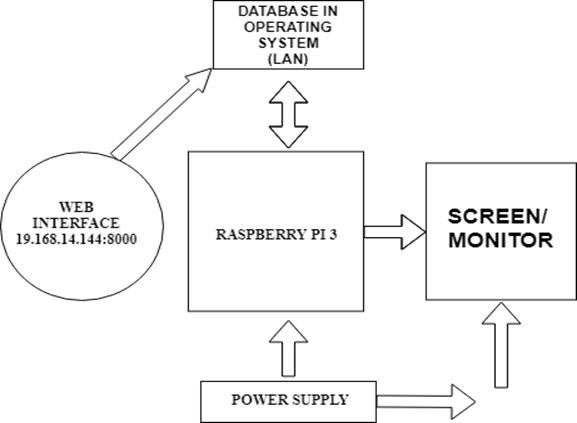 DATABASE IN
OPERATING
SYSTEM
(LAN)
WEB
INTERFACE
19.168.14.144:8000
RASPBERRY PI 3
SCREEN/
MONITOR
POWER SUPPLY